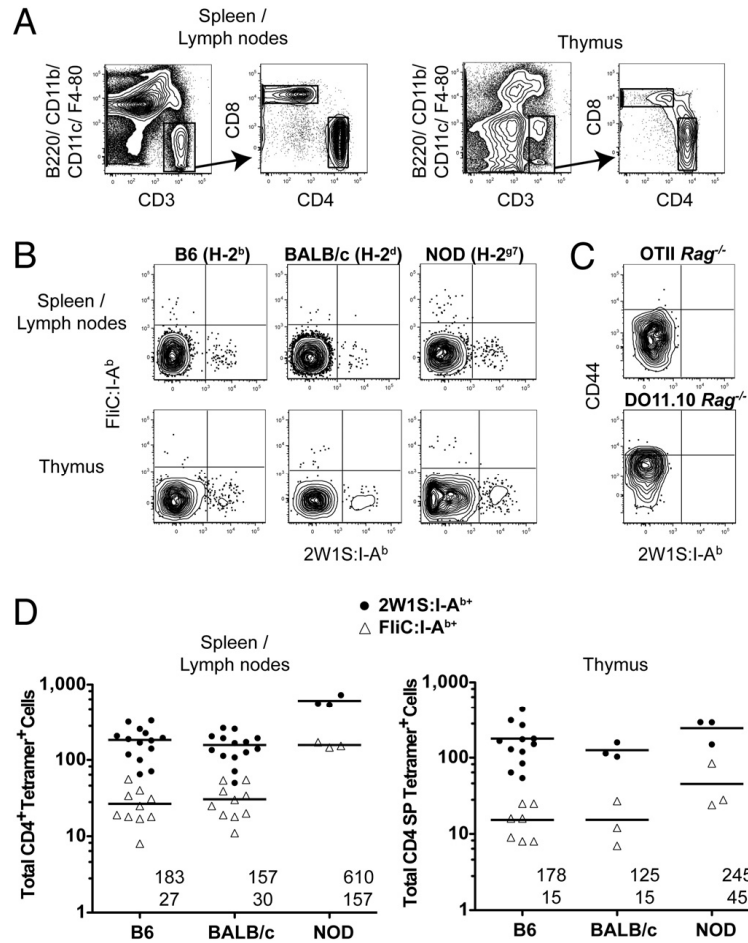 A
Spleen /
Lymph nodes
Thymus
B220/ CD11b/
CD11c/ F4-80
CD8
CD3
CD4
B220/ CD11b/
CD11c/ F4-80
CD8
CD3
CD4
B
B6 (H-2ᵇ)
BALB/c (H-2ᵈ)
NOD (H-2ᵍ⁷)
Spleen /
Lymph nodes
Thymus
FliC:I-Aᵇ
2W1S:I-Aᵇ
C
OTII Rag⁻/⁻
DO11.10 Rag⁻/⁻
CD44
2W1S:I-Aᵇ
D
● 2W1S:I-Aᵇ⁺
△ FliC:I-Aᵇ⁺
Spleen /
Lymph nodes
Total CD4⁺Tetramer⁺Cells
1,000
100
10
1
183 157 610
27 30 157
B6 BALB/c NOD
Thymus
Total CD4 SP Tetramer⁺Cells
1,000
100
10
1
178 125 245
15 15 45
B6 BALB/c NOD